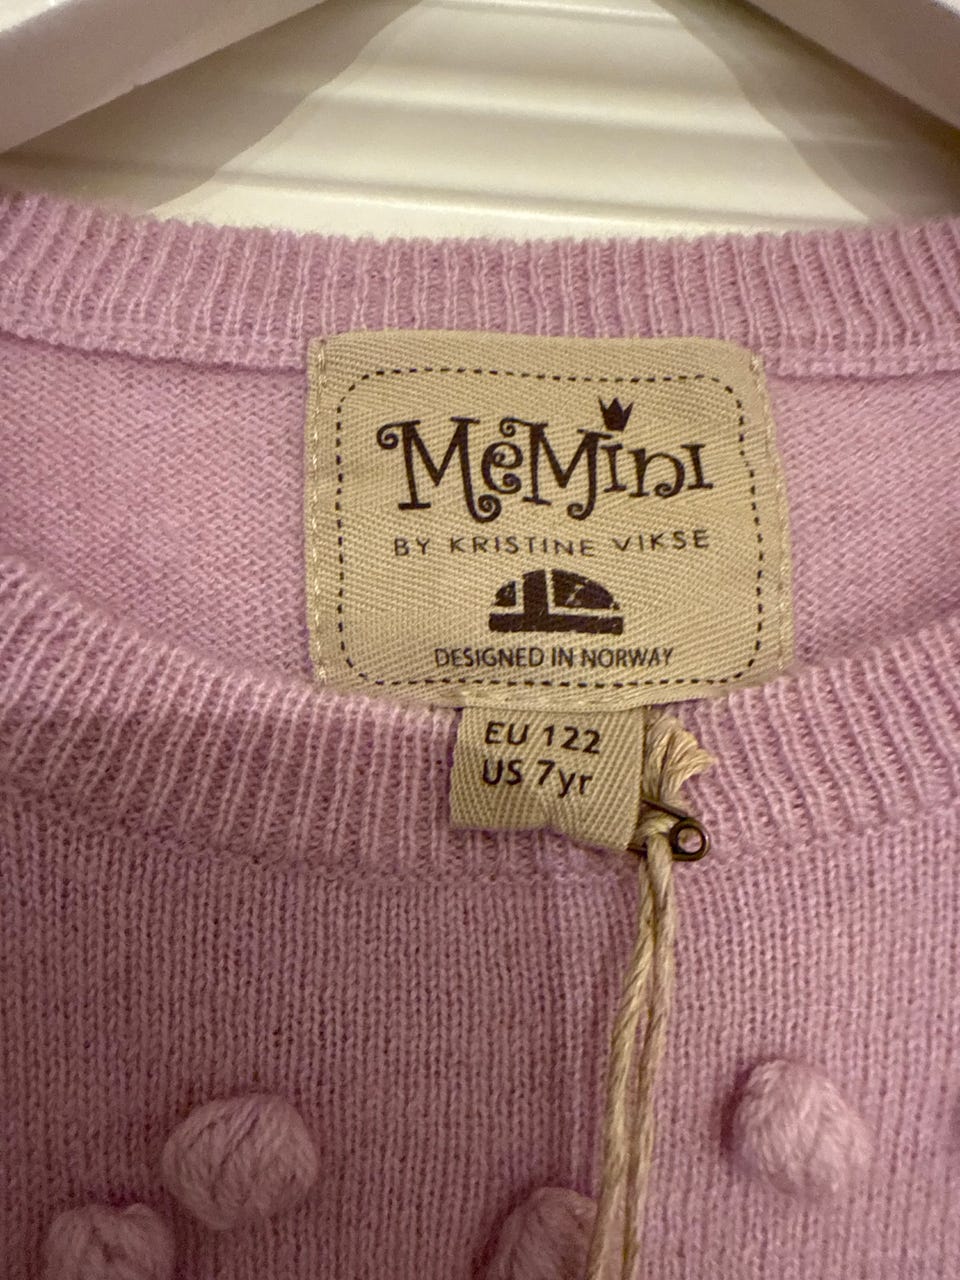 MeMini
BY KRISTINE VIKSE
DESIGNED IN NORWAY
EU 122
US 7yr